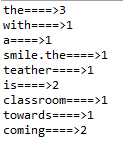 the====>3
with====>1
a====>1
smile.the====>1
teather====>1
is====>2
classroom====>1
towards====>1
coming====>2